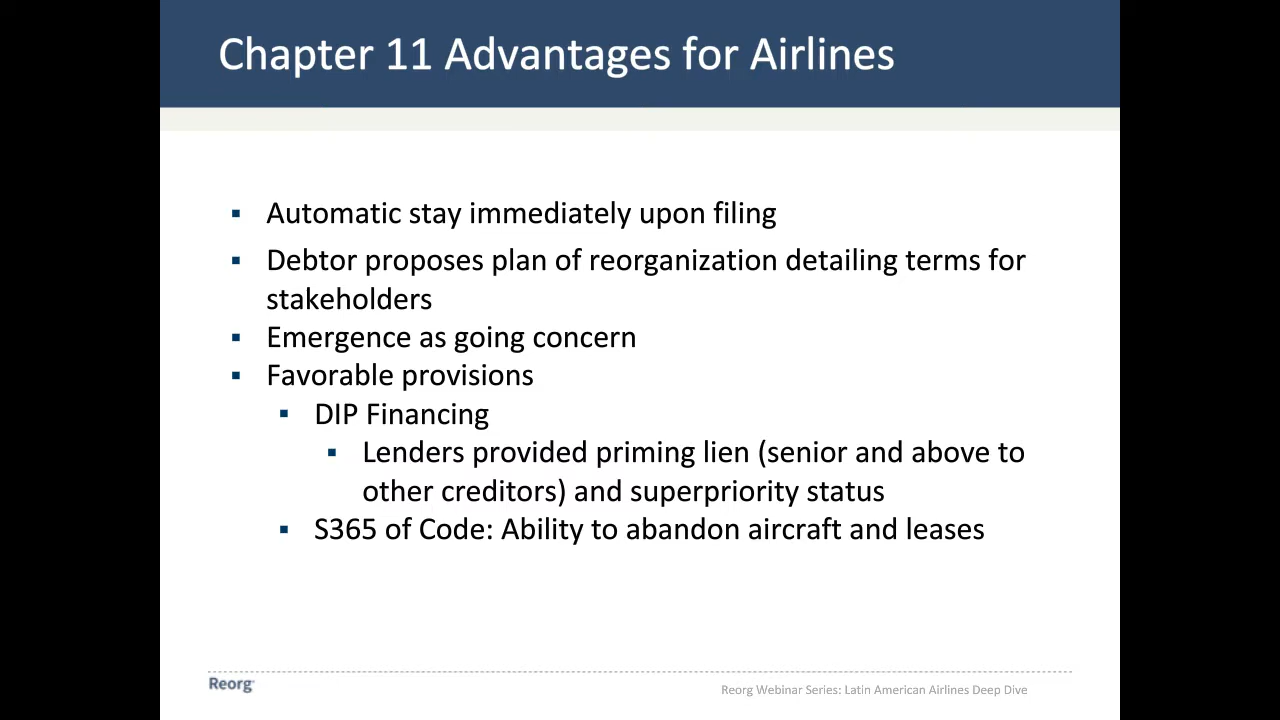 Chapter 11 Advantages for Airlines
▪ Automatic stay immediately upon filing
▪ Debtor proposes plan of reorganization detailing terms for
stakeholders
▪ Emergence as going concern
▪ Favorable provisions
▪ DIP Financing
▪ Lenders provided priming lien (senior and above to
other creditors) and superpriority status
▪ S365 of Code: Ability to abandon aircraft and leases
Reorg
Reorg Webinar Series: Latin American Airlines Deep Dive